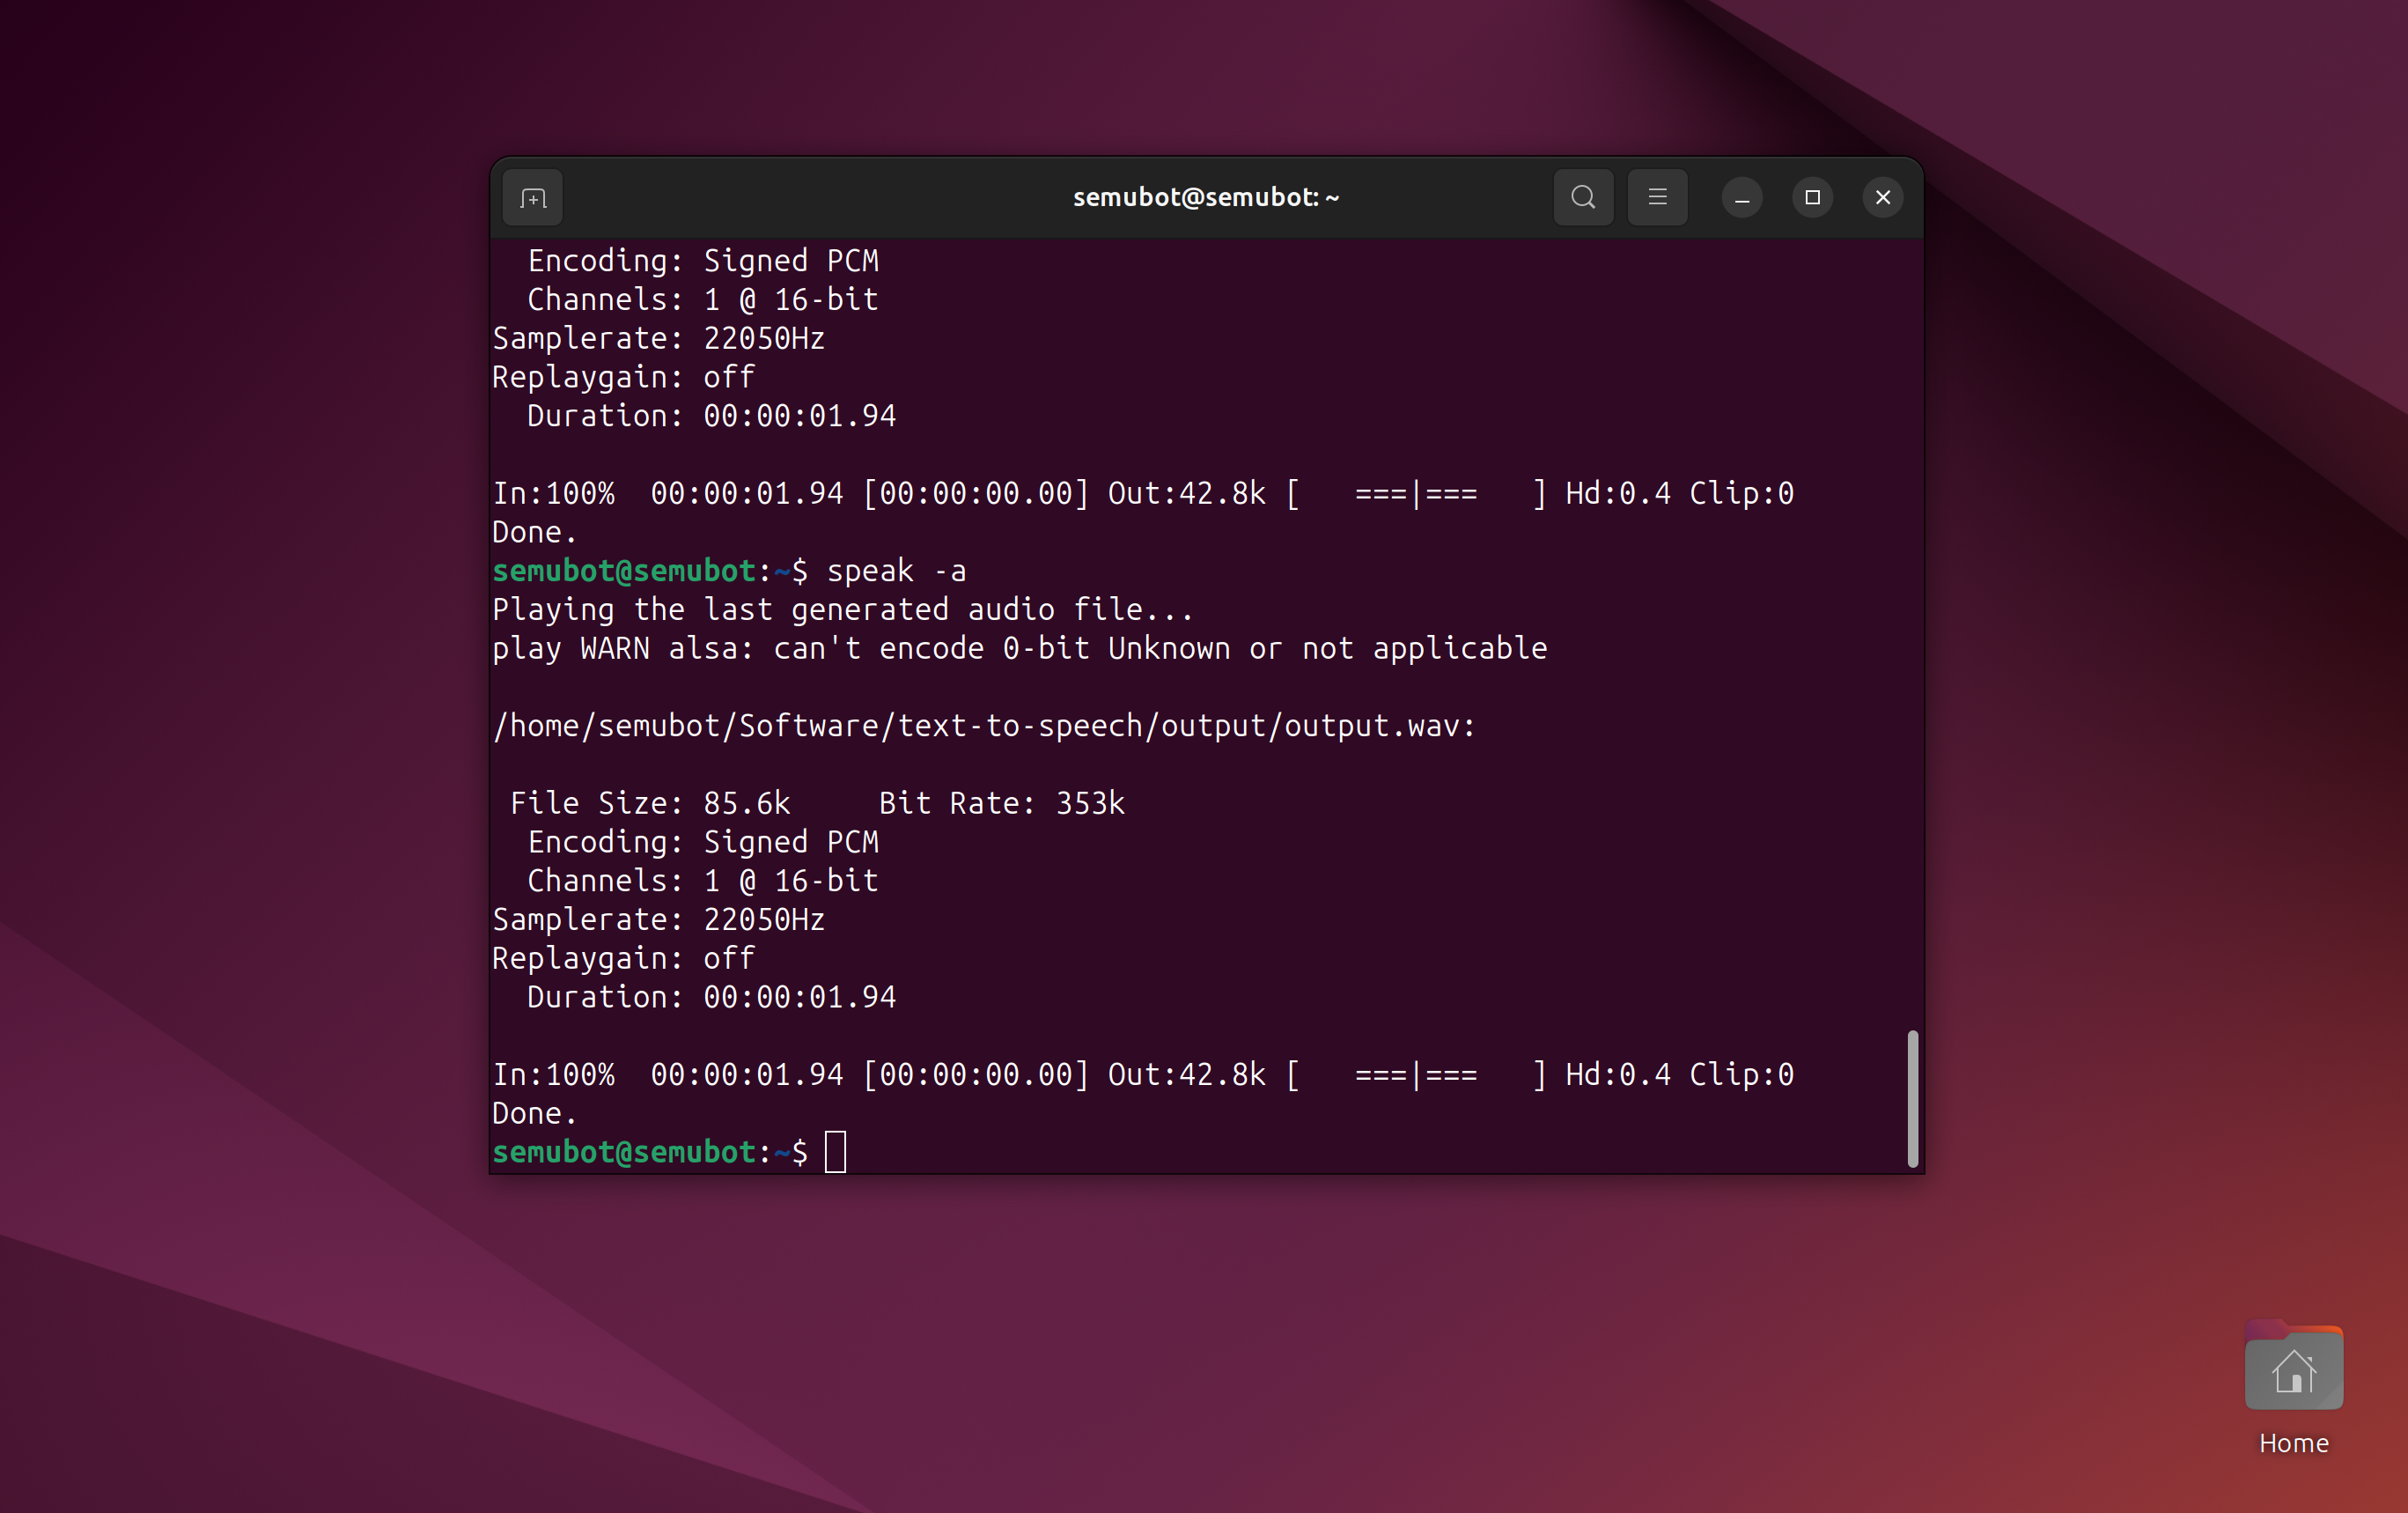 semubot@semubot: ~
  Encoding: Signed PCM
  Channels: 1 @ 16-bit
Samplerate: 22050Hz
Replaygain: off
  Duration: 00:00:01.94
In:100%  00:00:01.94 [00:00:00.00] Out:42.8k [   ===|===   ] Hd:0.4 Clip:0
Done.
semubot@semubot:~$ speak -a
Playing the last generated audio file...
play WARN alsa: can't encode 0-bit Unknown or not applicable
/home/semubot/Software/text-to-speech/output/output.wav:
 File Size: 85.6k     Bit Rate: 353k
  Encoding: Signed PCM
  Channels: 1 @ 16-bit
Samplerate: 22050Hz
Replaygain: off
  Duration: 00:00:01.94
In:100%  00:00:01.94 [00:00:00.00] Out:42.8k [   ===|===   ] Hd:0.4 Clip:0
Done.
semubot@semubot:~$
Home